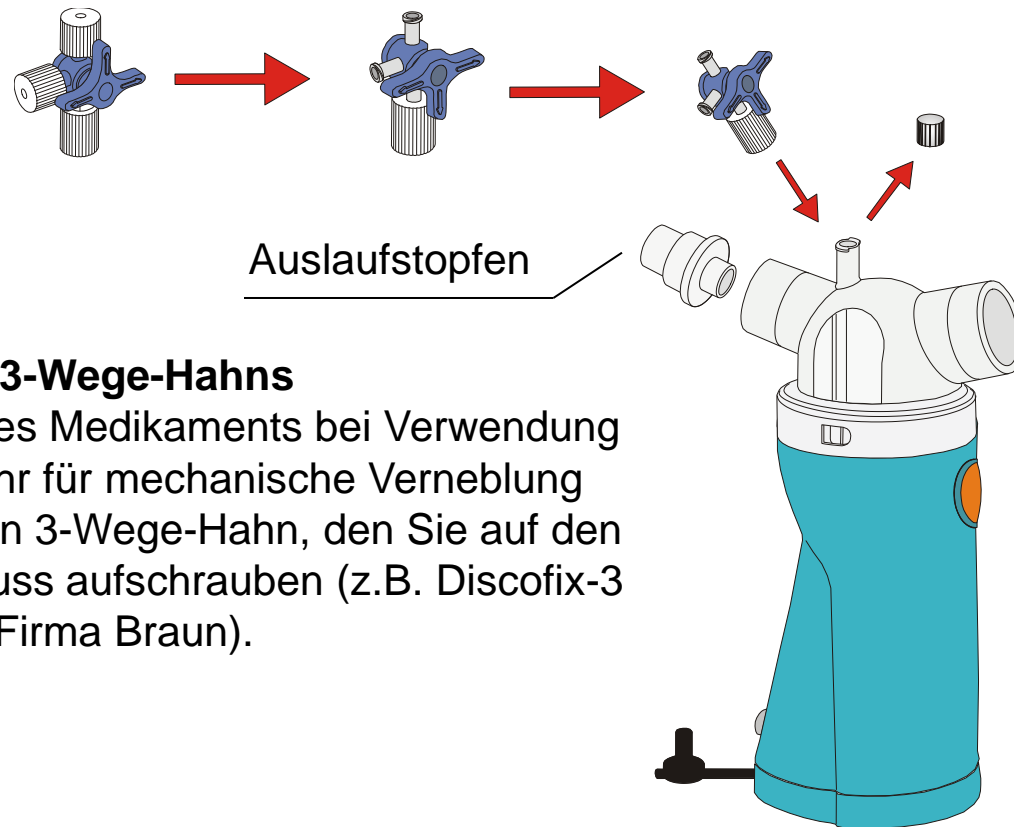 Auslaufstopfen
3-Wege-Hahns
es Medikaments bei Verwendung
hr für mechanische Verneblung
n 3-Wege-Hahn, den Sie auf den
uss aufschrauben (z.B. Discofix-3
Firma Braun).